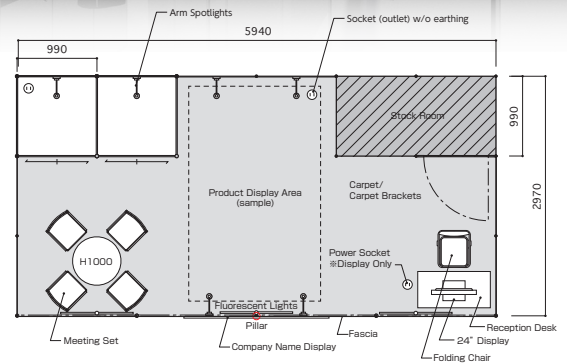 Arm Spotlights
Socket (outlet) w/o earthing
5940
990
Stock Room
990
2970
Product Display Area
(sample)
Carpet/
Carpet Brackets
H1000
Power Socket
※Display Only
Fluorescent Lights
Pillar
Fascia
Reception Desk
24" Display
Meeting Set
Company Name Display
Folding Chair